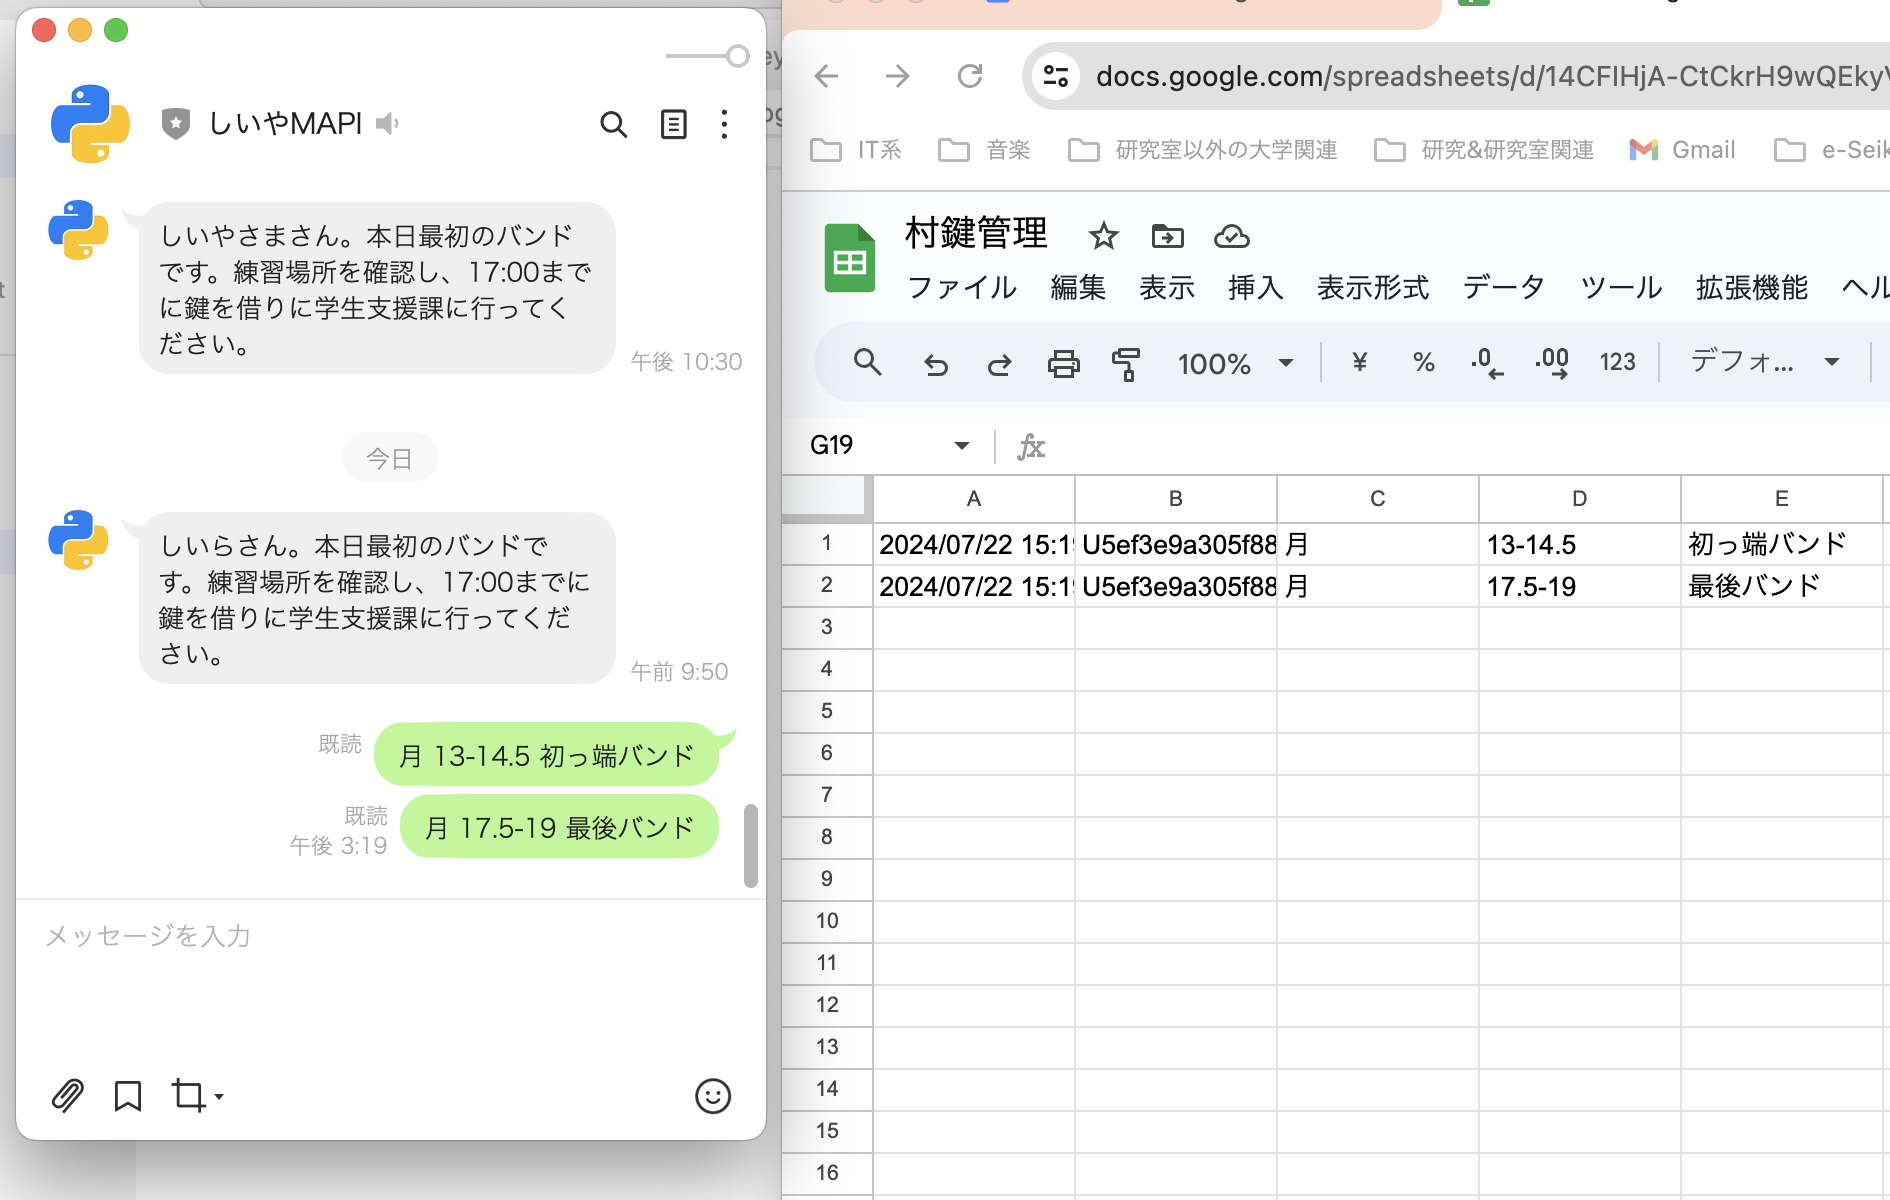 しいやMAPI
しいやさまさん。本日最初のバンド
です。練習場所を確認し、17:00まで
に鍵を借りに学生支援課に行ってく
ださい。
午後 10:30
今日
しいらさん。本日最初のバンドで
す。練習場所を確認し、17:00までに
鍵を借りに学生支援課に行ってくだ
さい。
午前 9:50
既読
月 13-14.5 初っ端バンド
既読
午後 3:19
月 17.5-19 最後バンド
メッセージを入力
docs.google.com/spreadsheets/d/14CFIHjA-CtCkrH9wQEky
IT系 音楽 研究室以外の大学関連 研究&研究室関連 Gmail e-Seik
村鍵管理
ファイル 編集 表示 挿入 表示形式 データ ツール 拡張機能 ヘル
100% ¥ % .0 .00 123 デフォ...
G19 fx
A B C D E
1 2024/07/22 15:19 U5ef3e9a305f88 月 13-14.5 初っ端バンド
2 2024/07/22 15:19 U5ef3e9a305f88 月 17.5-19 最後バンド
3
4
5
6
7
8
9
10
11
12
13
14
15
16